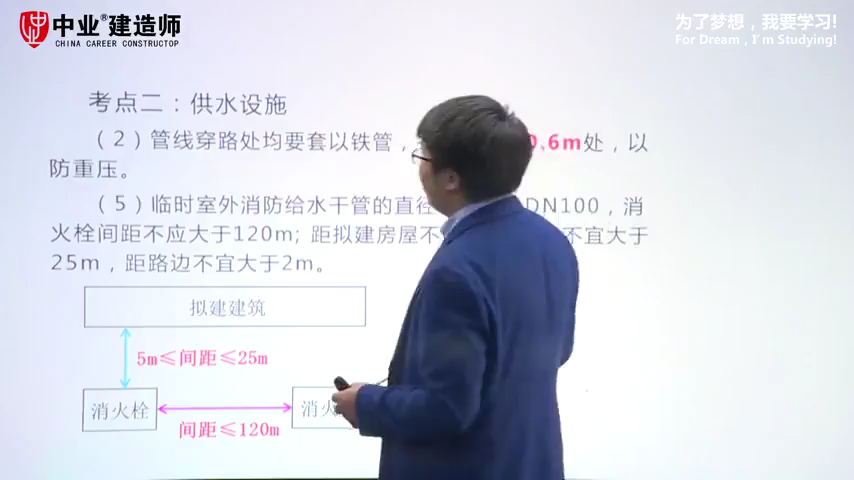 中业®建造师
CHINA CAREER CONSTRUCTOP
为了梦想，我要学习!
For Dream , I'm Studying!
考点二：供水设施
（2）管线穿路处均要套以铁管， 0.6m处，以
防重压。
（5）临时室外消防给水干管的直径 DN100，消
火栓间距不应大于120m；距拟建房屋不 不宜大于
25m，距路边不宜大于2m。
拟建建筑
5m≤间距≤25m
消火栓
消火
间距≤120m